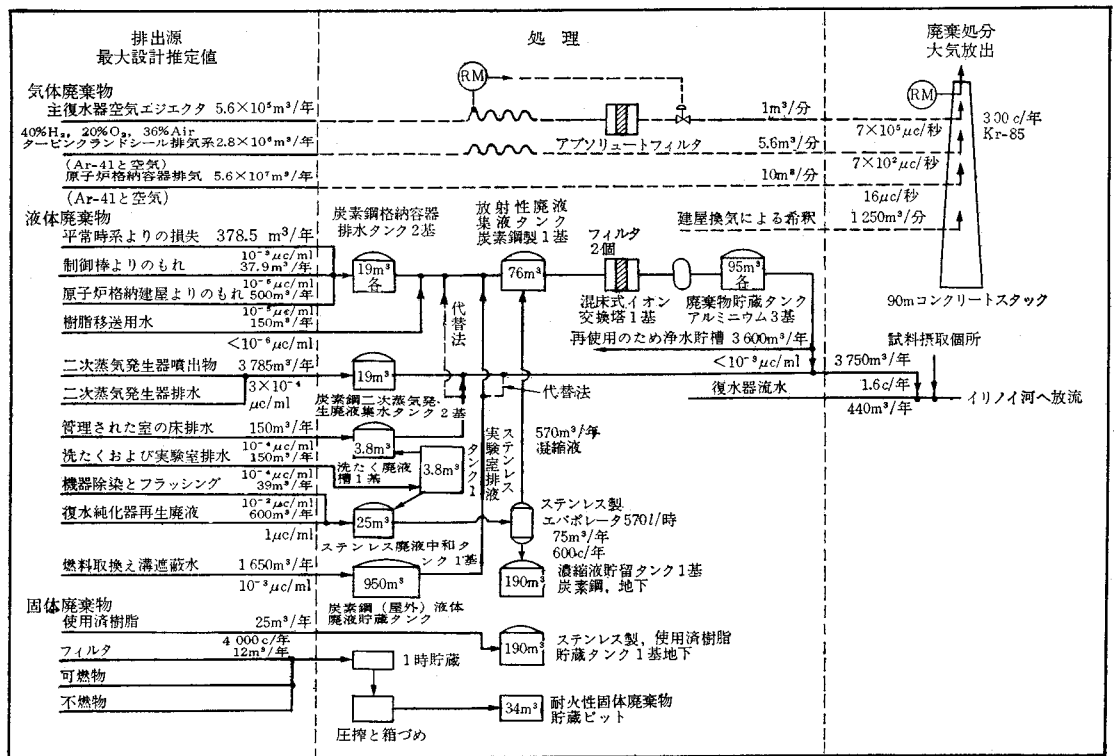 排出源
最大設計推定値
処理
廃棄処分
大気放出
気体廃棄物
主復水器空気エジェクタ 5.6×10⁵m³/年
40%H₂, 20%O₂, 36%Air
タービングランドシール排気系 2.8×10⁶m³/年
(Ar-41と空気)
原子炉格納容器排気 5.6×10⁷m³/年
(Ar-41と空気)
RM
アブソリュートフィルタ
1m³/分
5.6m³/分
10m³/分
RM
300c/年
Kr-85
7×10⁵μc/秒
7×10²μc/秒
16μc/秒
建屋換気による希釈
1250m³/分
90mコンクリートスタック
液体廃棄物
平常時系よりの損失 378.5 m³/年
10⁻³μc/ml
制御棒よりのもれ 37.9m³/年
10⁻⁵μc/ml
原子炉格納建屋よりのもれ 500m³/年
10⁻⁵μc/ml
樹脂移送用水 150m³/年
<10⁻⁶μc/ml
二次蒸気発生器噴出物 3785m³/年
二次蒸気発生器排水
3×10⁻⁴
μc/ml
管理された室の床排水 150m³/年
10⁻⁴μc/ml
洗たくおよび実験室排水 150m³/年
10⁻⁴μc/ml
機器除染とフラッシング 39m³/年
10⁻²μc/ml
復水純化器再生廃液 600m³/年
1μc/ml
燃料取換え溝遮蔽水 1650m³/年
10⁻³μc/ml
炭素鋼格納容器
排水タンク2基
19m³
各
代替法
放射性廃液
集液タンク
炭素鋼製1基
76m³
フィルタ
2個
混床式イオン
交換塔1基
95m³
各
廃棄物貯蔵タンク
アルミニウム3基
再使用のため浄水貯槽 3600m³/年
<10⁻³μc/ml
試料摂取個所
3750m³/年
1.6c/年
復水器流水
440m³/年
イリノイ河へ放流
19m³
炭素鋼二次蒸気発
生廃液集水タンク2基
代替法
3.8m³
洗たく廃液
槽1基
3.8m³
タンク1
実験室排液
ステンレス
570m³/年
凝縮液
25m³
ステンレス廃液中和タ
ンク1基
ステンレス製
エバポレータ570l/時
75m³/年
600c/年
190m³
濃縮液貯留タンク1基
炭素鋼,地下
950m³
炭素鋼(屋外)液体
廃液貯蔵タンク
固体廃棄物
使用済樹脂 25m³/年
4000c/年
フィルタ 12m³/年
可燃物
不燃物
190m³
ステンレス製,使用済樹脂
貯蔵タンク1基地下
1時貯蔵
圧搾と箱づめ
34m³
耐火性固体廃棄物
貯蔵ピット